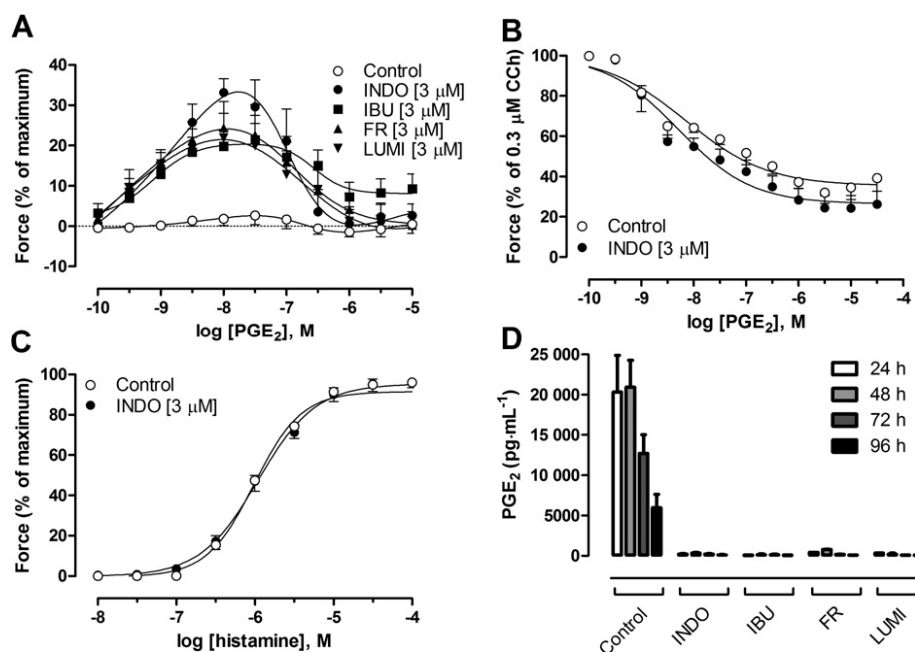 A
Force (% of maximum)
40
30
20
10
0
-10
Control
INDO [3 μM]
IBU [3 μM]
FR [3 μM]
LUMI [3 μM]
-10
-9
-8
-7
-6
-5
log [PGE₂], M
B
Force (% of 0.3 μM CCh)
100
80
60
40
20
0
Control
INDO [3 μM]
-10
-9
-8
-7
-6
-5
-4
log [PGE₂], M
C
Force (% of maximum)
100
80
60
40
20
0
Control
INDO [3 μM]
-8
-7
-6
-5
-4
log [histamine], M
D
PGE₂ (pg·mL⁻¹)
25 000
20 000
15 000
10 000
5000
0
24 h
48 h
72 h
96 h
Control
INDO
IBU
FR
LUMI